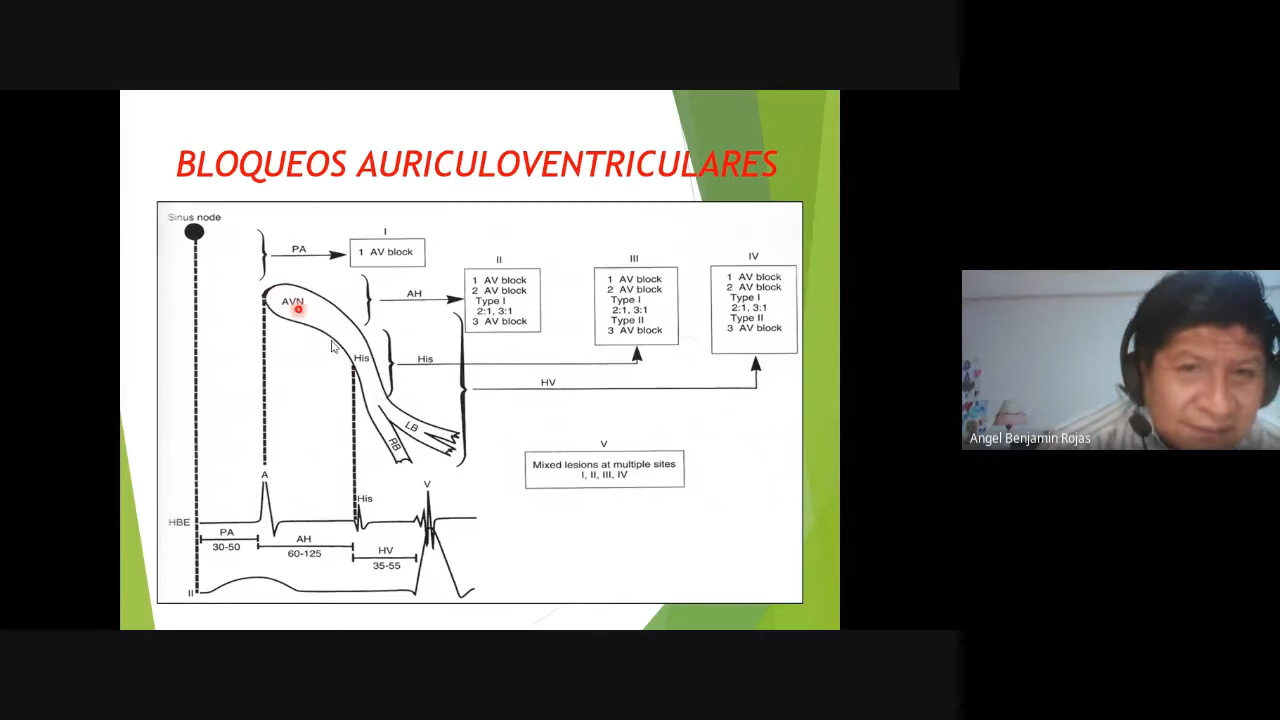 BLOQUEOS AURICULOVENTRICULARES
Sinus node
PA
I
1 AV block
AVN
AH
II
1 AV block
2 AV block
Type I
2:1, 3:1
3 AV block
III
1 AV block
2 AV block
Type I
2:1, 3:1
Type II
3 AV block
IV
1 AV block
2 AV block
Type I
2:1, 3:1
Type II
3 AV block
His
His
HV
LB
RB
V
Mixed lesions at multiple sites
I, II, III, IV
A
His
V
HBE
PA
30-50
AH
60-125
HV
35-55
II
Angel Benjamin Rojas